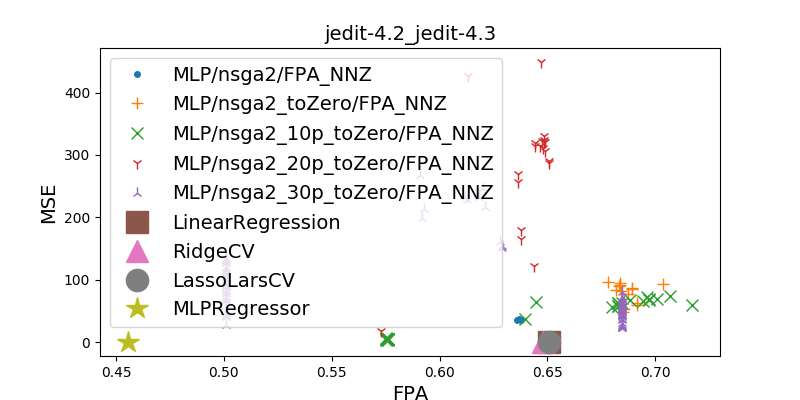 jedit-4.2_jedit-4.3
MSE
400
300
200
100
0
MLP/nsga2/FPA_NNZ
MLP/nsga2_toZero/FPA_NNZ
MLP/nsga2_10p_toZero/FPA_NNZ
MLP/nsga2_20p_toZero/FPA_NNZ
MLP/nsga2_30p_toZero/FPA_NNZ
LinearRegression
RidgeCV
LassoLarsCV
MLPRegressor
0.45 0.50 0.55 0.60 0.65 0.70
FPA